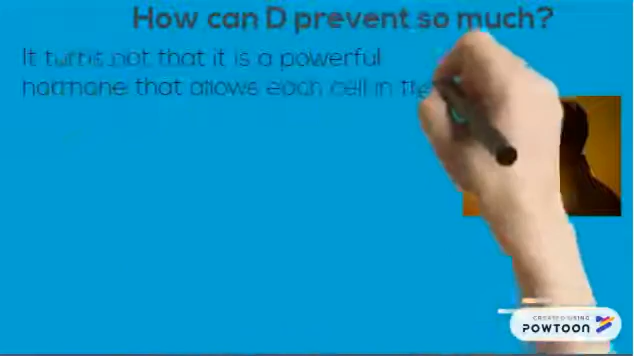 How can D prevent so much?
It turns out that it is a powerful
hormone that allows each cell in the
CREATED USING
POWTOON